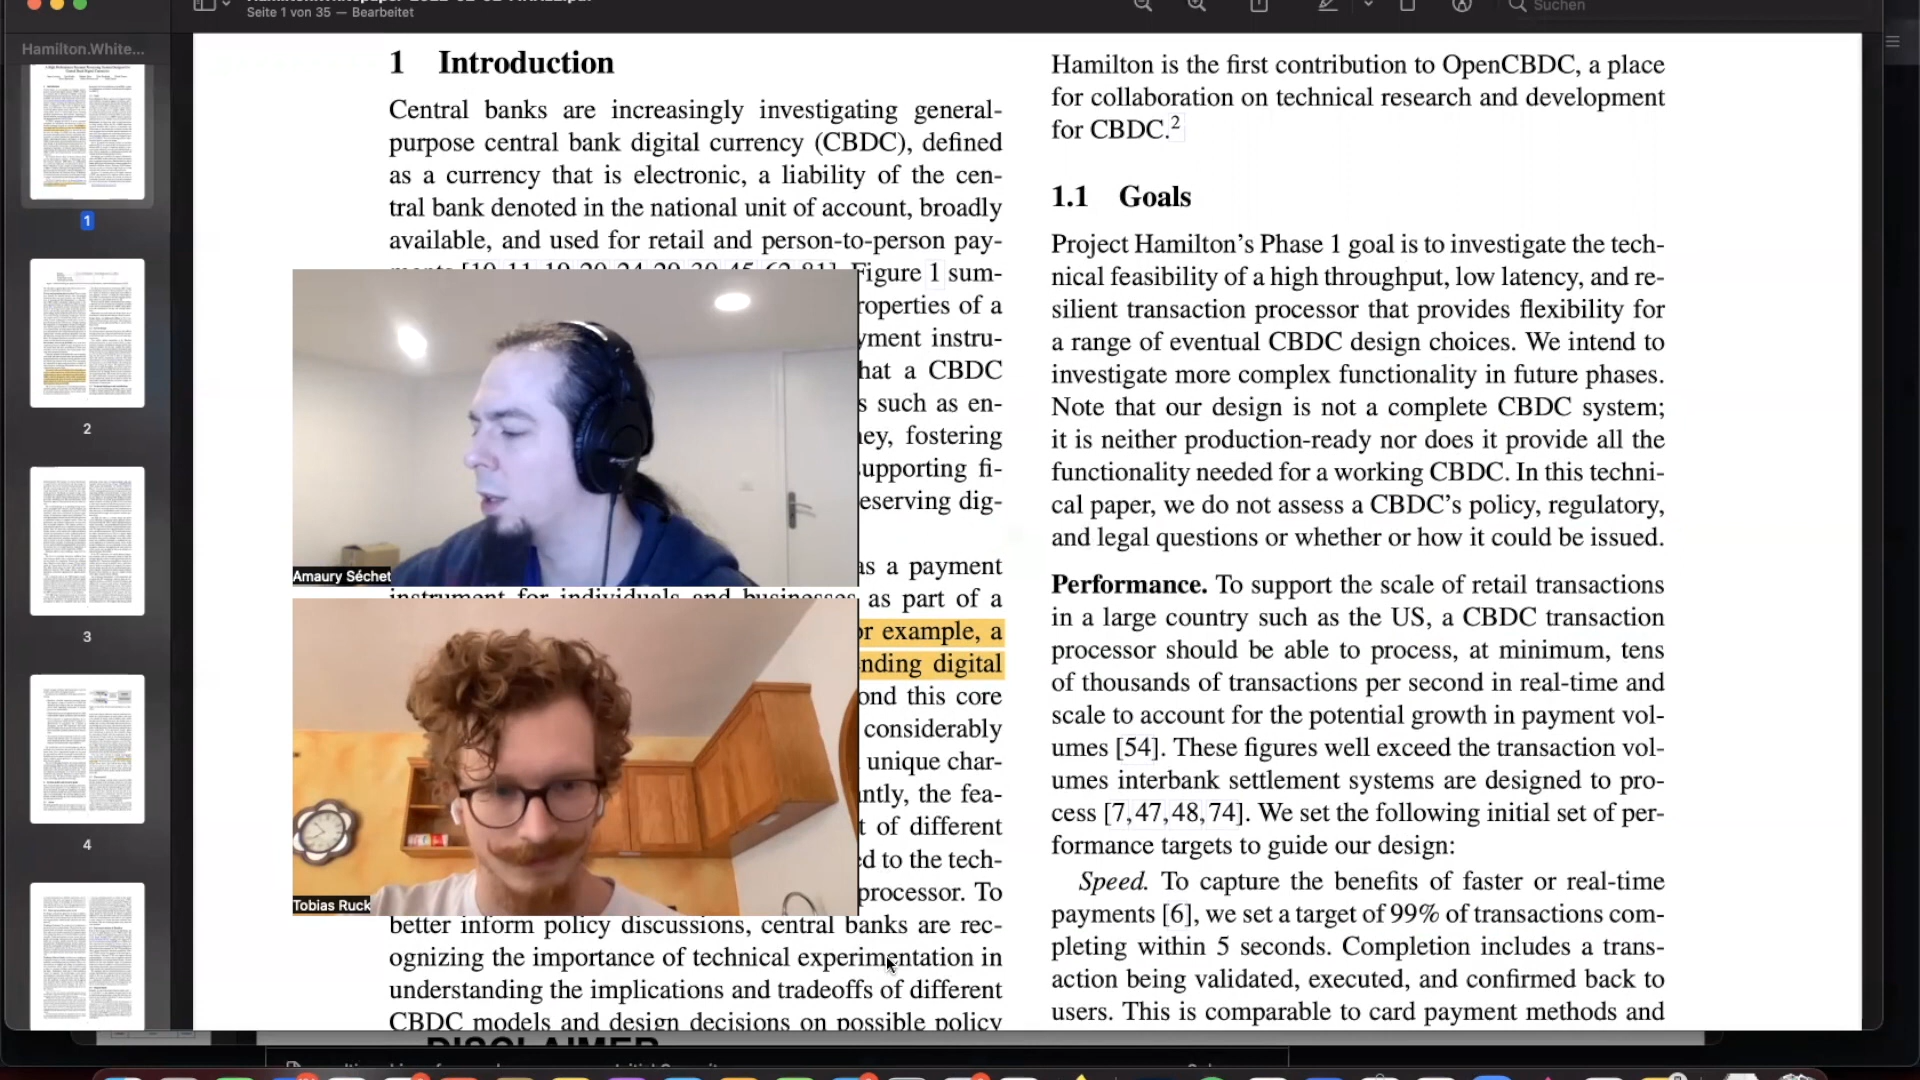 Seite 1 von 35 — Bearbeitet
Suchen
Hamilton.White...
1
2
3
4
1 Introduction
Central banks are increasingly investigating general-
purpose central bank digital currency (CBDC), defined
as a currency that is electronic, a liability of the cen-
tral bank denoted in the national unit of account, broadly
available, and used for retail and person-to-person pay-
Figure 1 sum-
roperties of a
yment instru-
hat a CBDC
s such as en-
ey, fostering
upporting fi-
eserving dig-
as a payment
instrument for individuals and businesses as part of a
or example, a
nding digital
ond this core
considerably
unique char-
ntly, the fea-
t of different
ed to the tech-
processor. To
better inform policy discussions, central banks are rec-
ognizing the importance of technical experimentation in
understanding the implications and tradeoffs of different
CBDC models and design decisions on possible policy
Amaury Séchet
Tobias Ruck
Hamilton is the first contribution to OpenCBDC, a place
for collaboration on technical research and development
for CBDC.2
1.1 Goals
Project Hamilton's Phase 1 goal is to investigate the tech-
nical feasibility of a high throughput, low latency, and re-
silient transaction processor that provides flexibility for
a range of eventual CBDC design choices. We intend to
investigate more complex functionality in future phases.
Note that our design is not a complete CBDC system;
it is neither production-ready nor does it provide all the
functionality needed for a working CBDC. In this techni-
cal paper, we do not assess a CBDC's policy, regulatory,
and legal questions or whether or how it could be issued.
Performance. To support the scale of retail transactions
in a large country such as the US, a CBDC transaction
processor should be able to process, at minimum, tens
of thousands of transactions per second in real-time and
scale to account for the potential growth in payment vol-
umes [54]. These figures well exceed the transaction vol-
umes interbank settlement systems are designed to pro-
cess [7,47,48,74]. We set the following initial set of per-
formance targets to guide our design:
Speed. To capture the benefits of faster or real-time
payments [6], we set a target of 99% of transactions com-
pleting within 5 seconds. Completion includes a trans-
action being validated, executed, and confirmed back to
users. This is comparable to card payment methods and
DISCLAIMER